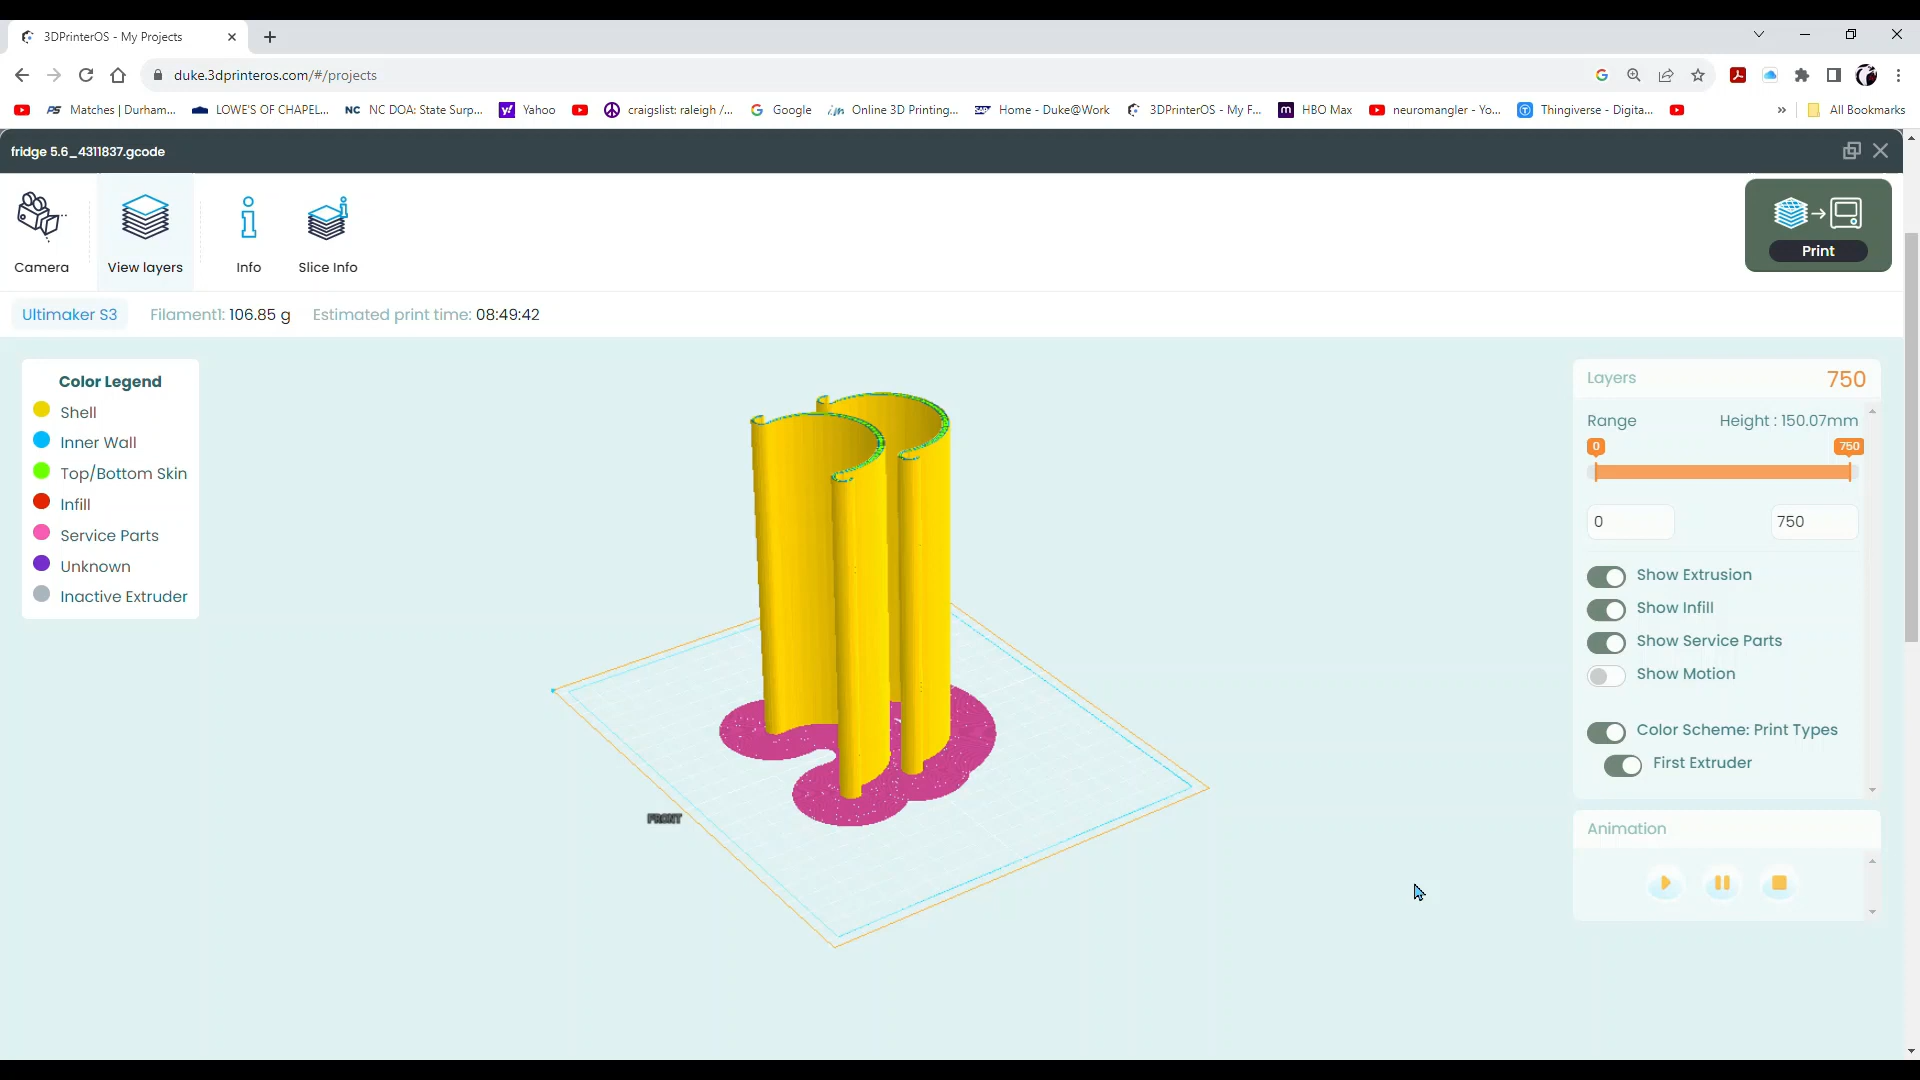 3DPrinterOS - My Projects
duke.3dprinteros.com/#/projects
Matches | Durham... LOWE'S OF CHAPEL... NC NC DOA: State Surp... Yahoo craigslist: raleigh /... Google Online 3D Printing... Home - Duke@Work 3DPrinterOS - My F... m HBO Max neuromangler - Yo... Thingiverse - Digita... » All Bookmarks
fridge 5.6_4311837.gcode
Camera
View layers
Info
Slice Info
Print
Ultimaker S3 Filament1: 106.85 g Estimated print time: 08:49:42
Color Legend
Shell
Inner Wall
Top/Bottom Skin
Infill
Service Parts
Unknown
Inactive Extruder
FRONT
Layers 750
Range Height : 150.07mm
0 750
0 750
Show Extrusion
Show Infill
Show Service Parts
Show Motion
Color Scheme: Print Types
First Extruder
Animation